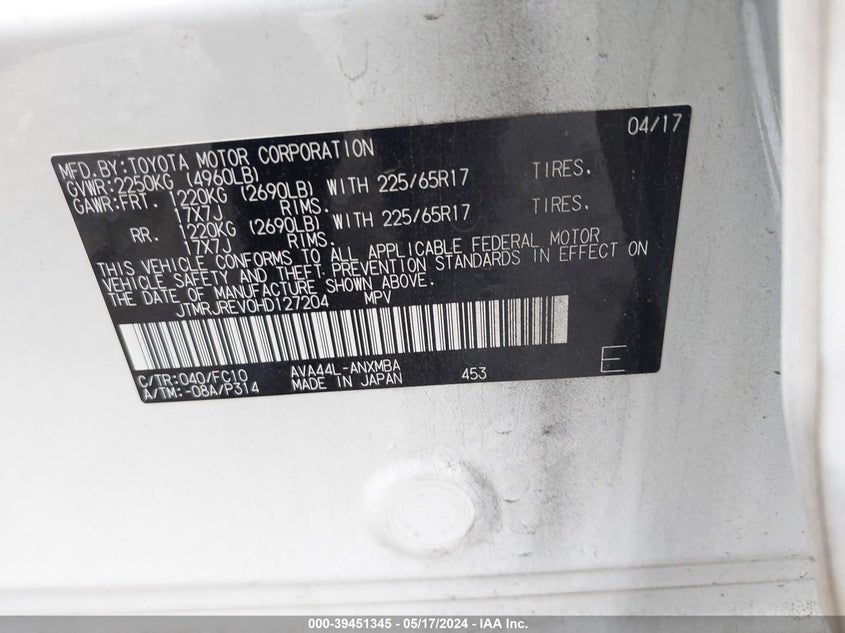 04/17
MFD.BY:TOYOTA MOTOR CORPORATION
GVWR:2250KG (4960LB)
GAWR:FRT. 1220KG (2690LB) WITH 225/65R17 TIRES.
17X7J RIMS.
RR. 1220KG (2690LB) WITH 225/65R17 TIRES.
17X7J RIMS.
THIS VEHICLE CONFORMS TO ALL APPLICABLE FEDERAL MOTOR
VEHICLE SAFETY AND THEFT PREVENTION STANDARDS IN EFFECT ON
THE DATE OF MANUFACTURE SHOWN ABOVE.
JTMRJREV0HD127204 MPV
C/TR:040/FC10 AVA44L-ANXMBA 453 E
A/TM:-08A/P314 MADE IN JAPAN
000-39451345 - 05/17/2024 - IAA Inc.